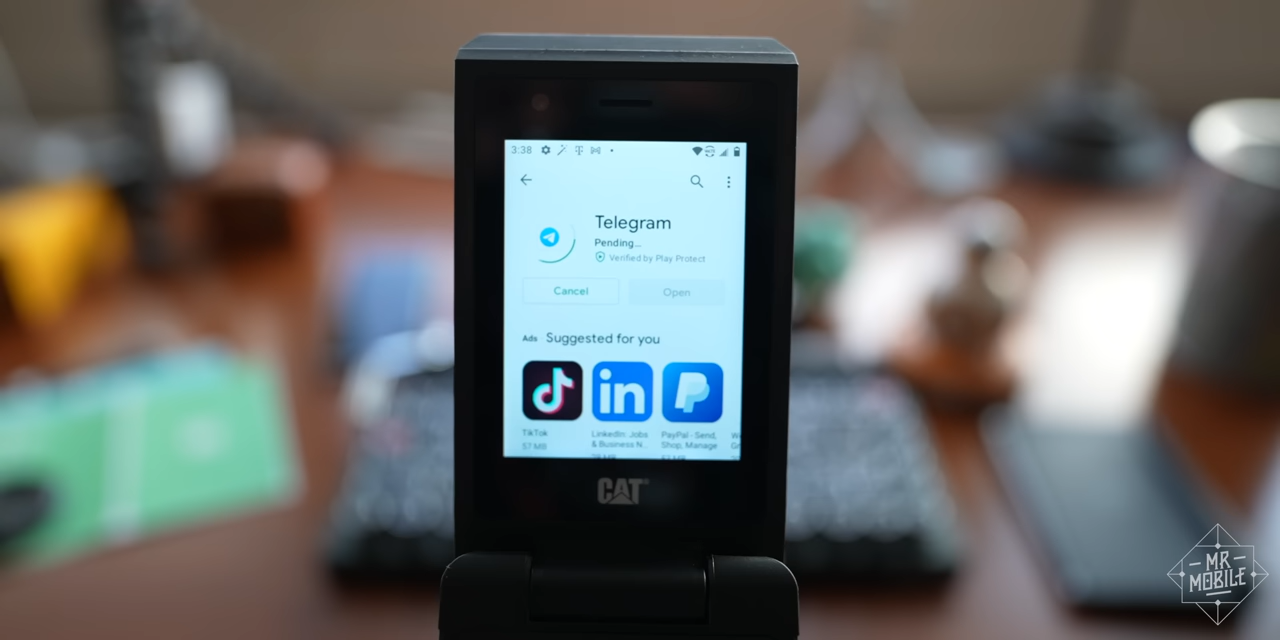 3:38
Telegram
Pending...
Verified by Play Protect
Cancel
Open
Ads Suggested for you
TikTok
LinkedIn: Jobs
PayPal - Send,
& Business N...
Shop, Manage
57 MB
CAT
MR
MOBILE